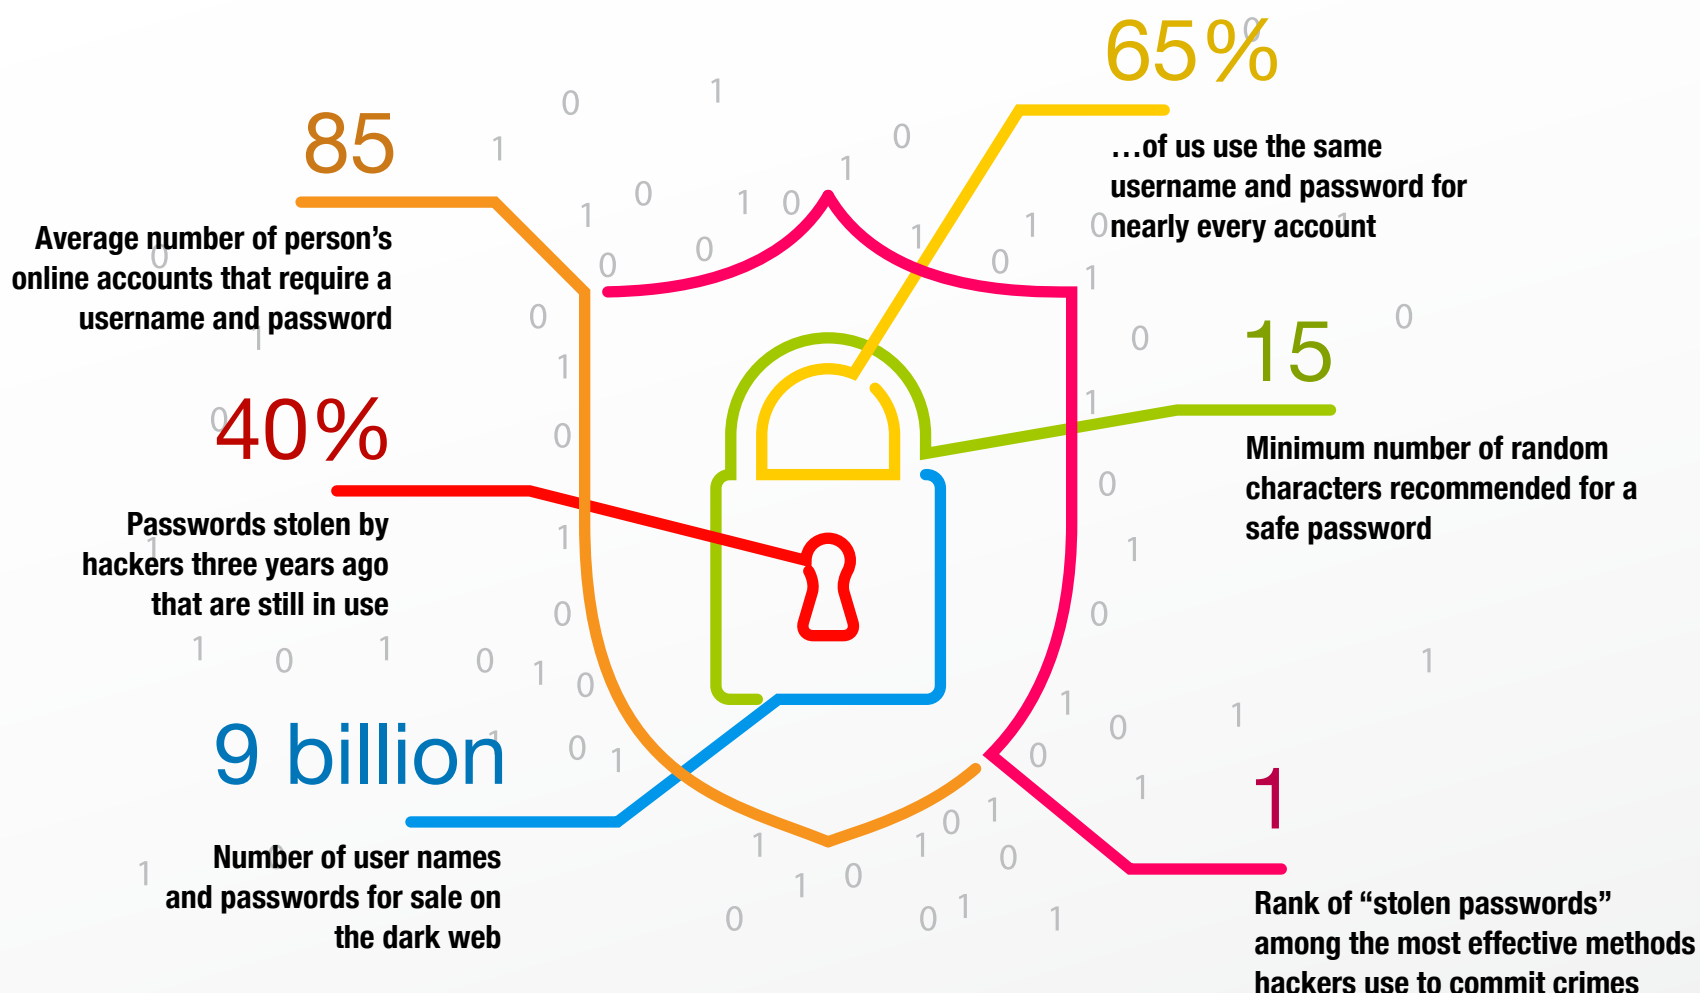 85
Average number of person's
online accounts that require a
username and password
40%
Passwords stolen by
hackers three years ago
that are still in use
9 billion
Number of user names
and passwords for sale on
the dark web
65%
…of us use the same
username and password for
nearly every account
15
Minimum number of random
characters recommended for a
safe password
1
Rank of “stolen passwords”
among the most effective methods
hackers use to commit crimes